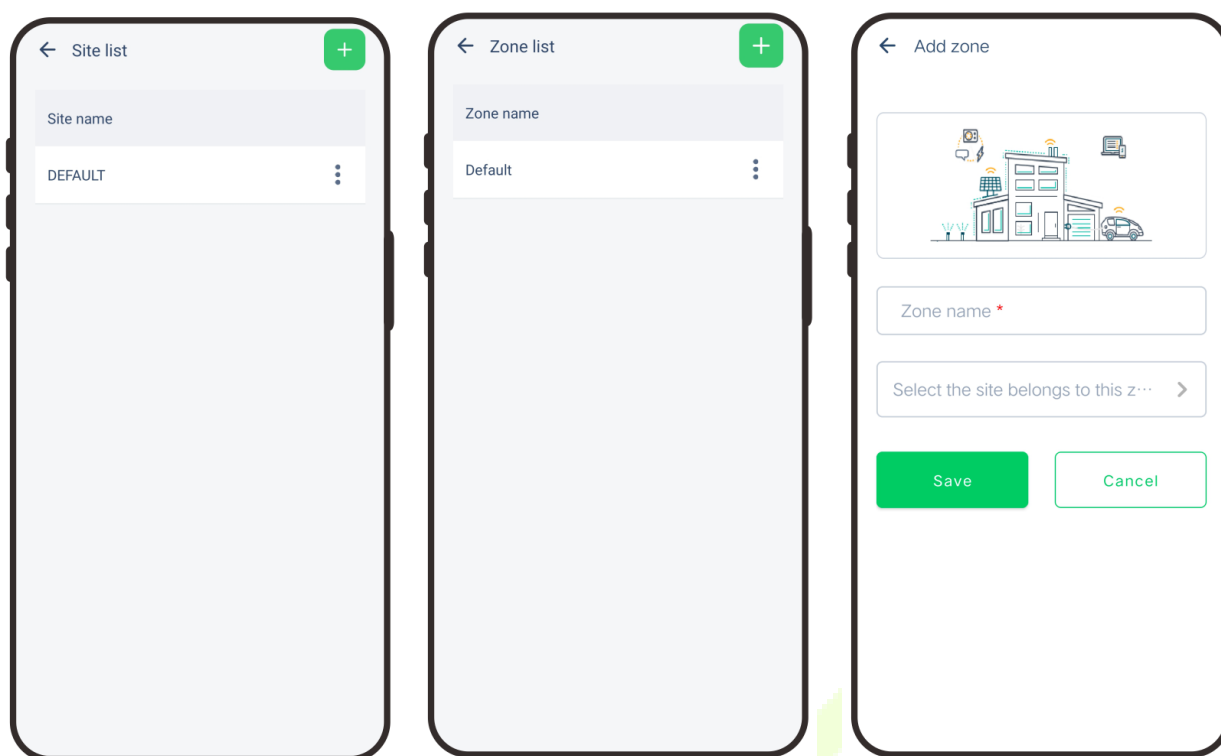 Site list
Site name
DEFAULT
Zone list
Zone name
Default
Add zone
Zone name *
Select the site belongs to this z···
Save
Cancel